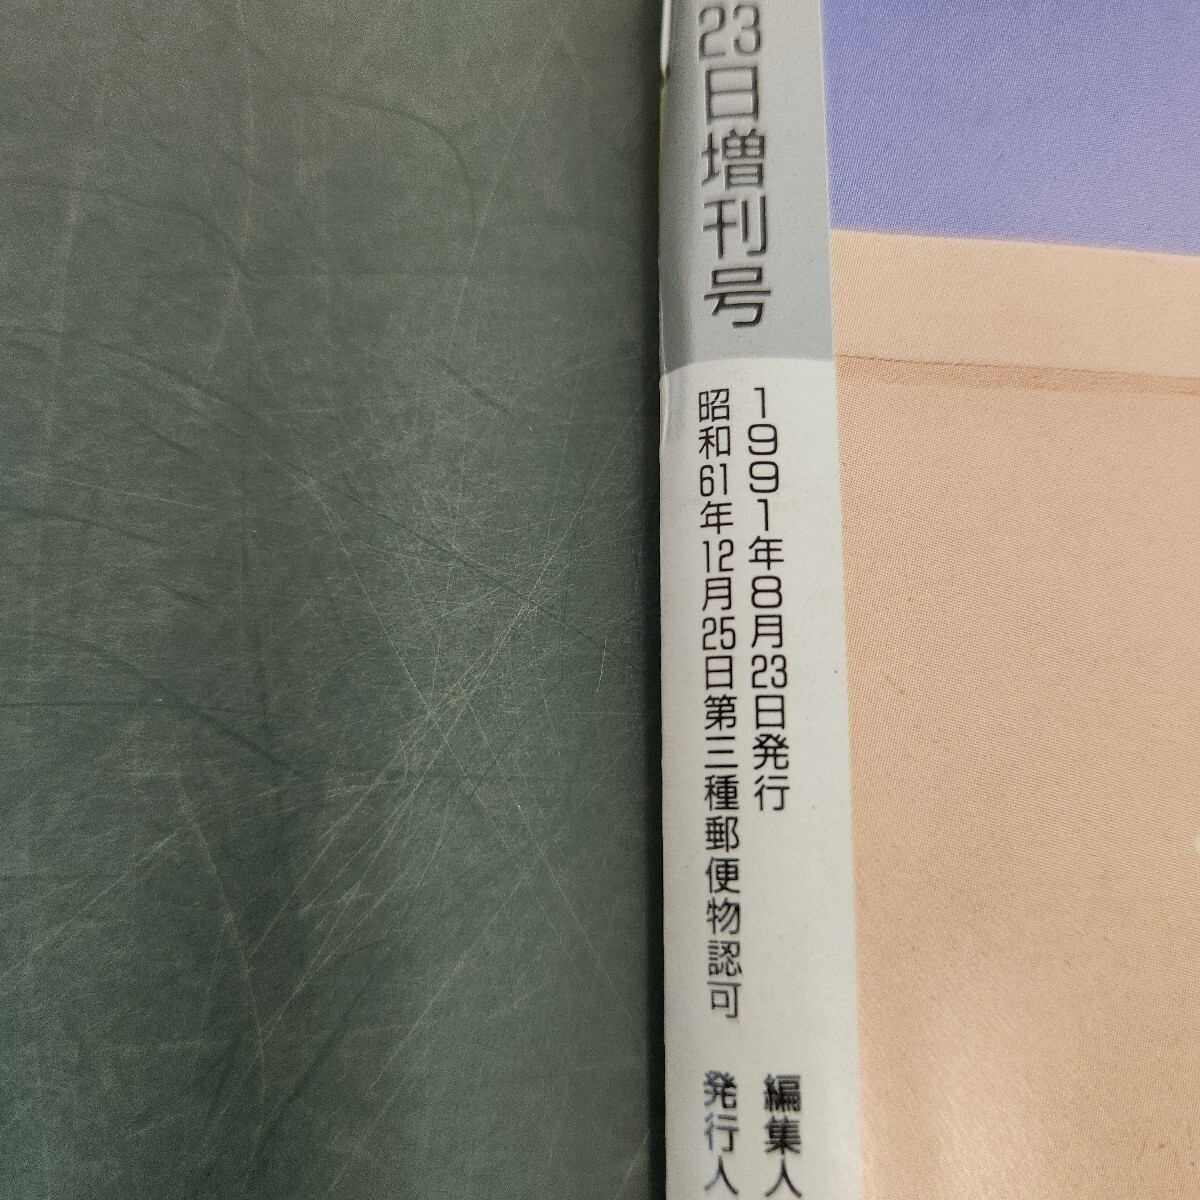 23日増刊号
1991年8月23日発行
昭和61年12月25日第三種郵便物認可
編集人
発行人